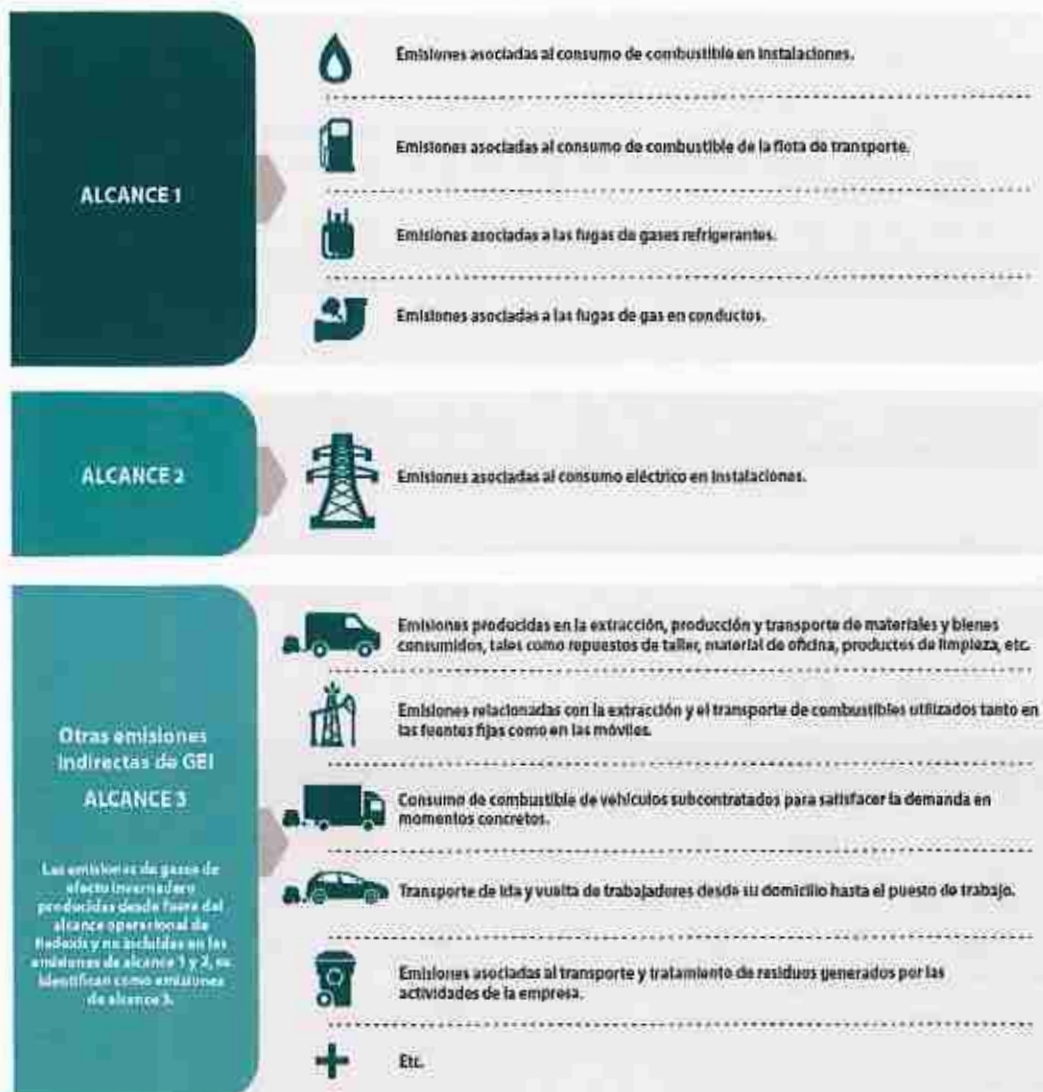 ALCANCE 1
Emisiones asociadas al consumo de combustible en instalaciones.
Emisiones asociadas al consumo de combustible de la flota de transporte.
Emisiones asociadas a las fugas de gases refrigerantes.
Emisiones asociadas a las fugas de gas en conductos.
ALCANCE 2
Emisiones asociadas al consumo eléctrico en instalaciones.
Otras emisiones
indirectas de GEI
ALCANCE 3
Las emisiones de gases de
efecto invernadero
producidas desde fuera del
alcance operacional de
Redexis y no incluidas en las
emisiones de alcance 1 y 2, se
identifican como emisiones
de alcance 3.
Emisiones producidas en la extracción, producción y transporte de materiales y bienes
consumidos, tales como repuestos de taller, material de oficina, productos de limpieza, etc.
Emisiones relacionadas con la extracción y el transporte de combustibles utilizados tanto en
las fuentes fijas como en las móviles.
Consumo de combustible de vehículos subcontratados para satisfacer la demanda en
momentos concretos.
Transporte de ida y vuelta de trabajadores desde su domicilio hasta el puesto de trabajo.
Emisiones asociadas al transporte y tratamiento de residuos generados por las
actividades de la empresa.
Etc.